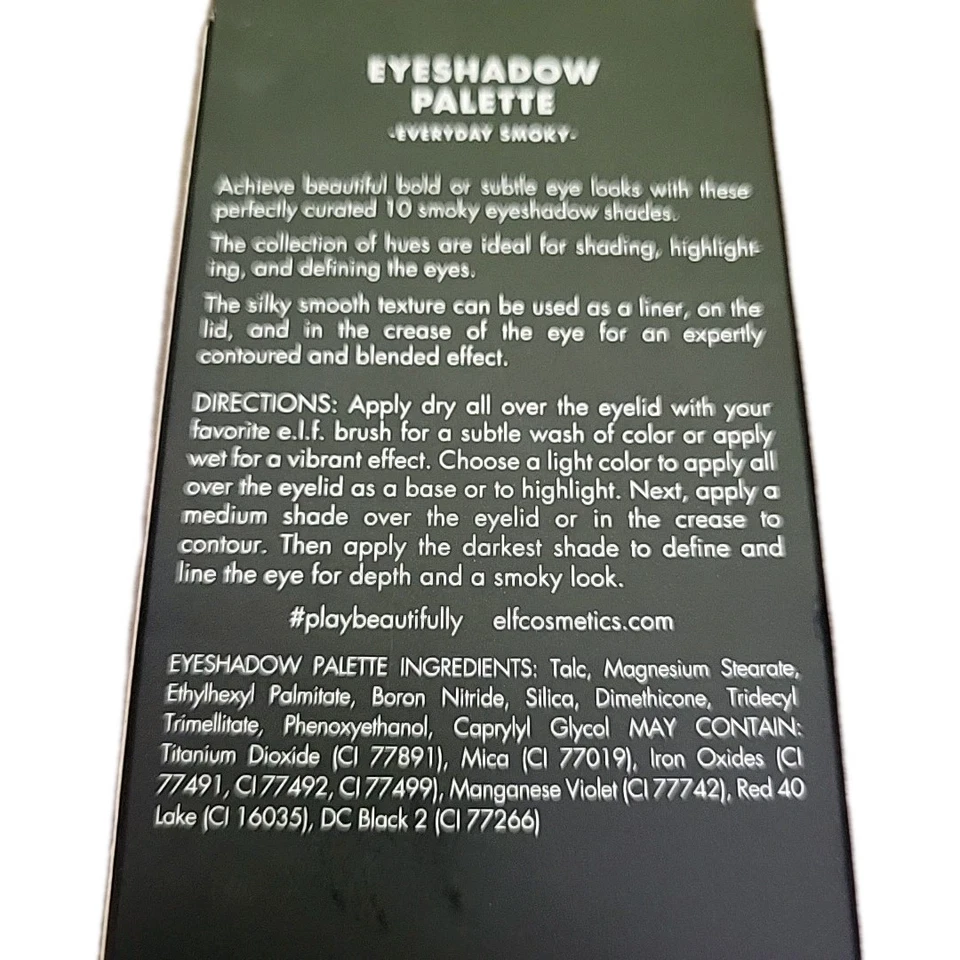 EYESHADOW
PALETTE
·EVERYDAY SMOKY·
Achieve beautiful bold or subtle eye looks with these
perfectly curated 10 smoky eyeshadow shades.
The collection of hues are ideal for shading, highlight-
ing, and defining the eyes.
The silky smooth texture can be used as a liner, on the
lid, and in the crease of the eye for an expertly
contoured and blended effect.
DIRECTIONS: Apply dry all over the eyelid with your
favorite e.l.f. brush for a subtle wash of color or apply
wet for a vibrant effect. Choose a light color to apply all
over the eyelid as a base or to highlight. Next, apply a
medium shade over the eyelid or in the crease to
contour. Then apply the darkest shade to define and
line the eye for depth and a smoky look.
#playbeautifully elfcosmetics.com
EYESHADOW PALETTE INGREDIENTS: Talc, Magnesium Stearate,
Ethylhexyl Palmitate, Boron Nitride, Silica, Dimethicone, Tridecyl
Trimellitate, Phenoxyethanol, Caprylyl Glycol MAY CONTAIN:
Titanium Dioxide (CI 77891), Mica (CI 77019), Iron Oxides (CI
77491, CI 77492, CI 77499), Manganese Violet (CI 77742), Red 40
Lake (CI 16035), DC Black 2 (CI 77266)